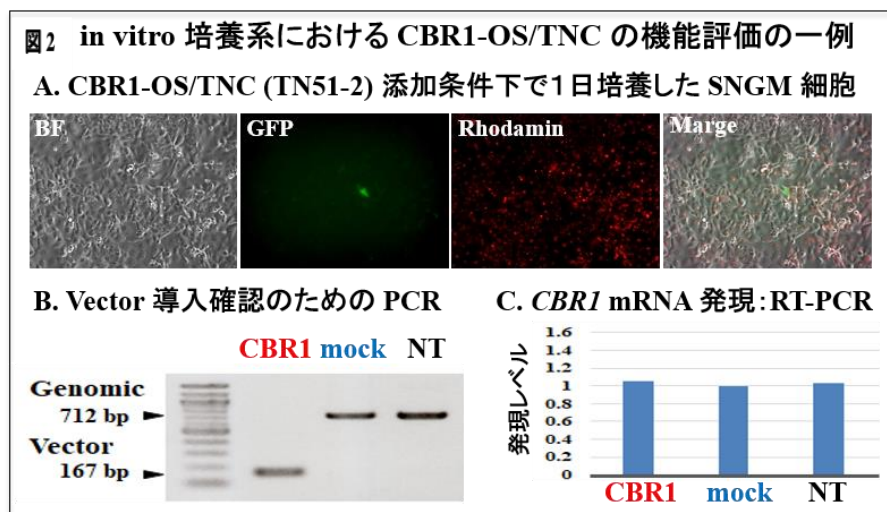 図2 in vitro 培養系における CBR1-OS/TNC の機能評価の一例
A. CBR1-OS/TNC (TN51-2) 添加条件下で1日培養した SNGM 細胞
BF GFP Rhodamin Marge
B. Vector 導入確認のための PCR
CBR1 mock NT
Genomic
712 bp
Vector
167 bp
C. CBR1 mRNA 発現：RT-PCR
発現レベル
1.6
1.4
1.2
1
0.8
0.6
0.4
0.2
0
CBR1 mock NT